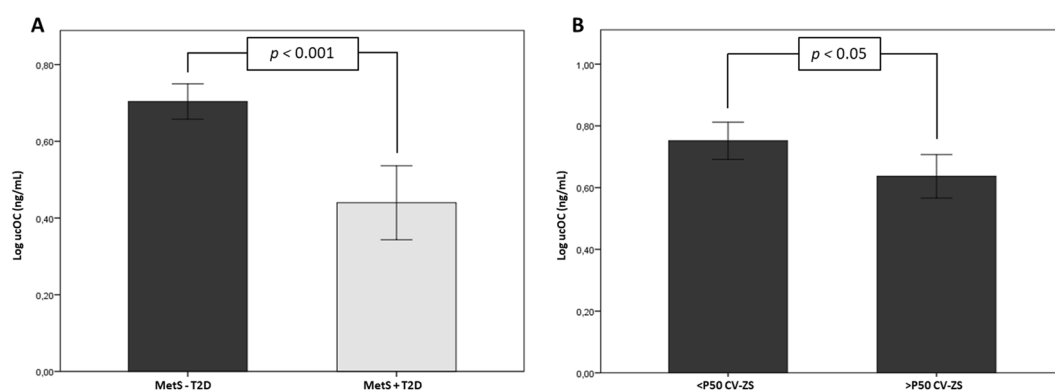 A
p < 0.001
Log ucOC (ng/mL)
0,80
0,60
0,40
0,20
0,00
MetS - T2D
MetS + T2D
B
p < 0.05
Log ucOC (ng/mL)
1,00
0,80
0,60
0,40
0,20
0,00
<P50 CV-ZS
>P50 CV-ZS